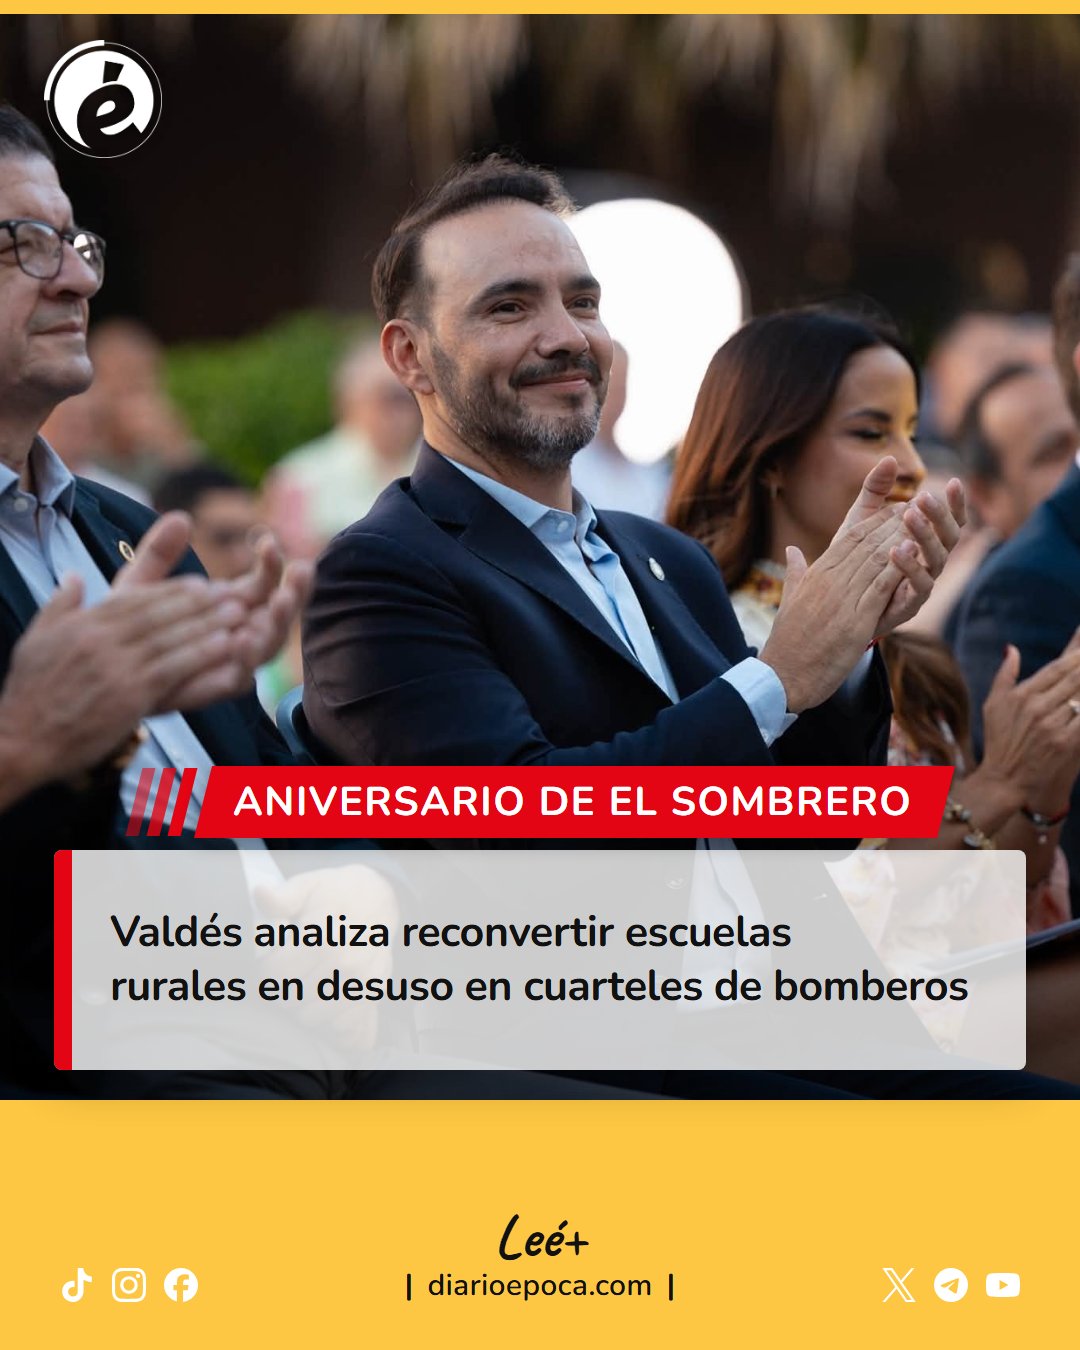 é
ANIVERSARIO DE EL SOMBRERO
Valdés analiza reconvertir escuelas
rurales en desuso en cuarteles de bomberos
Leé+
| diarioepoca.com |